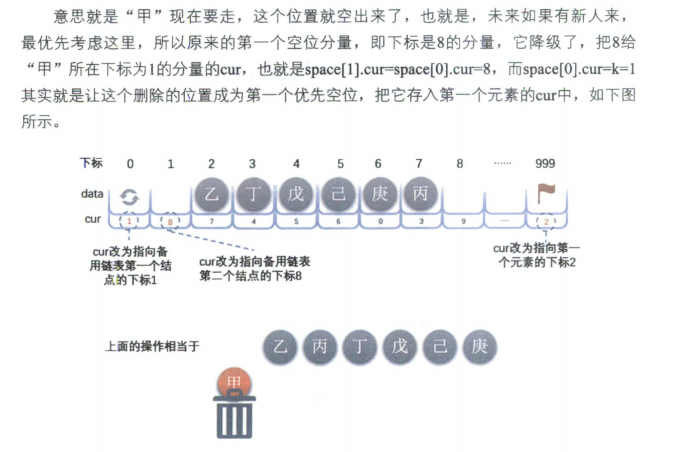 意思就是“甲”现在要走，这个位置就空出来了，也就是，未来如果有新人来，
最优先考虑这里，所以原来的第一个空位分量，即下标是8的分量，它降级了，把8给
“甲”所在下标为1的分量的cur，也就是space[1].cur=space[0].cur=8，而space[0].cur=k=1
其实就是让这个删除的位置成为第一个优先空位，把它存入第一个元素的cur中，如下图
所示。
下标 0 1 2 3 4 5 6 7 8 …… 999
data 乙 丁 戊 己 庚 丙
cur 1 8 7 4 5 6 0 3 9 — 2
cur改为指向备
用链表第一个结
点的下标1
cur改为指向备用链表
第二个结点的下标8
cur改为指向第一
个元素的下标2
上面的操作相当于 乙 丙 丁 戊 己 庚
甲